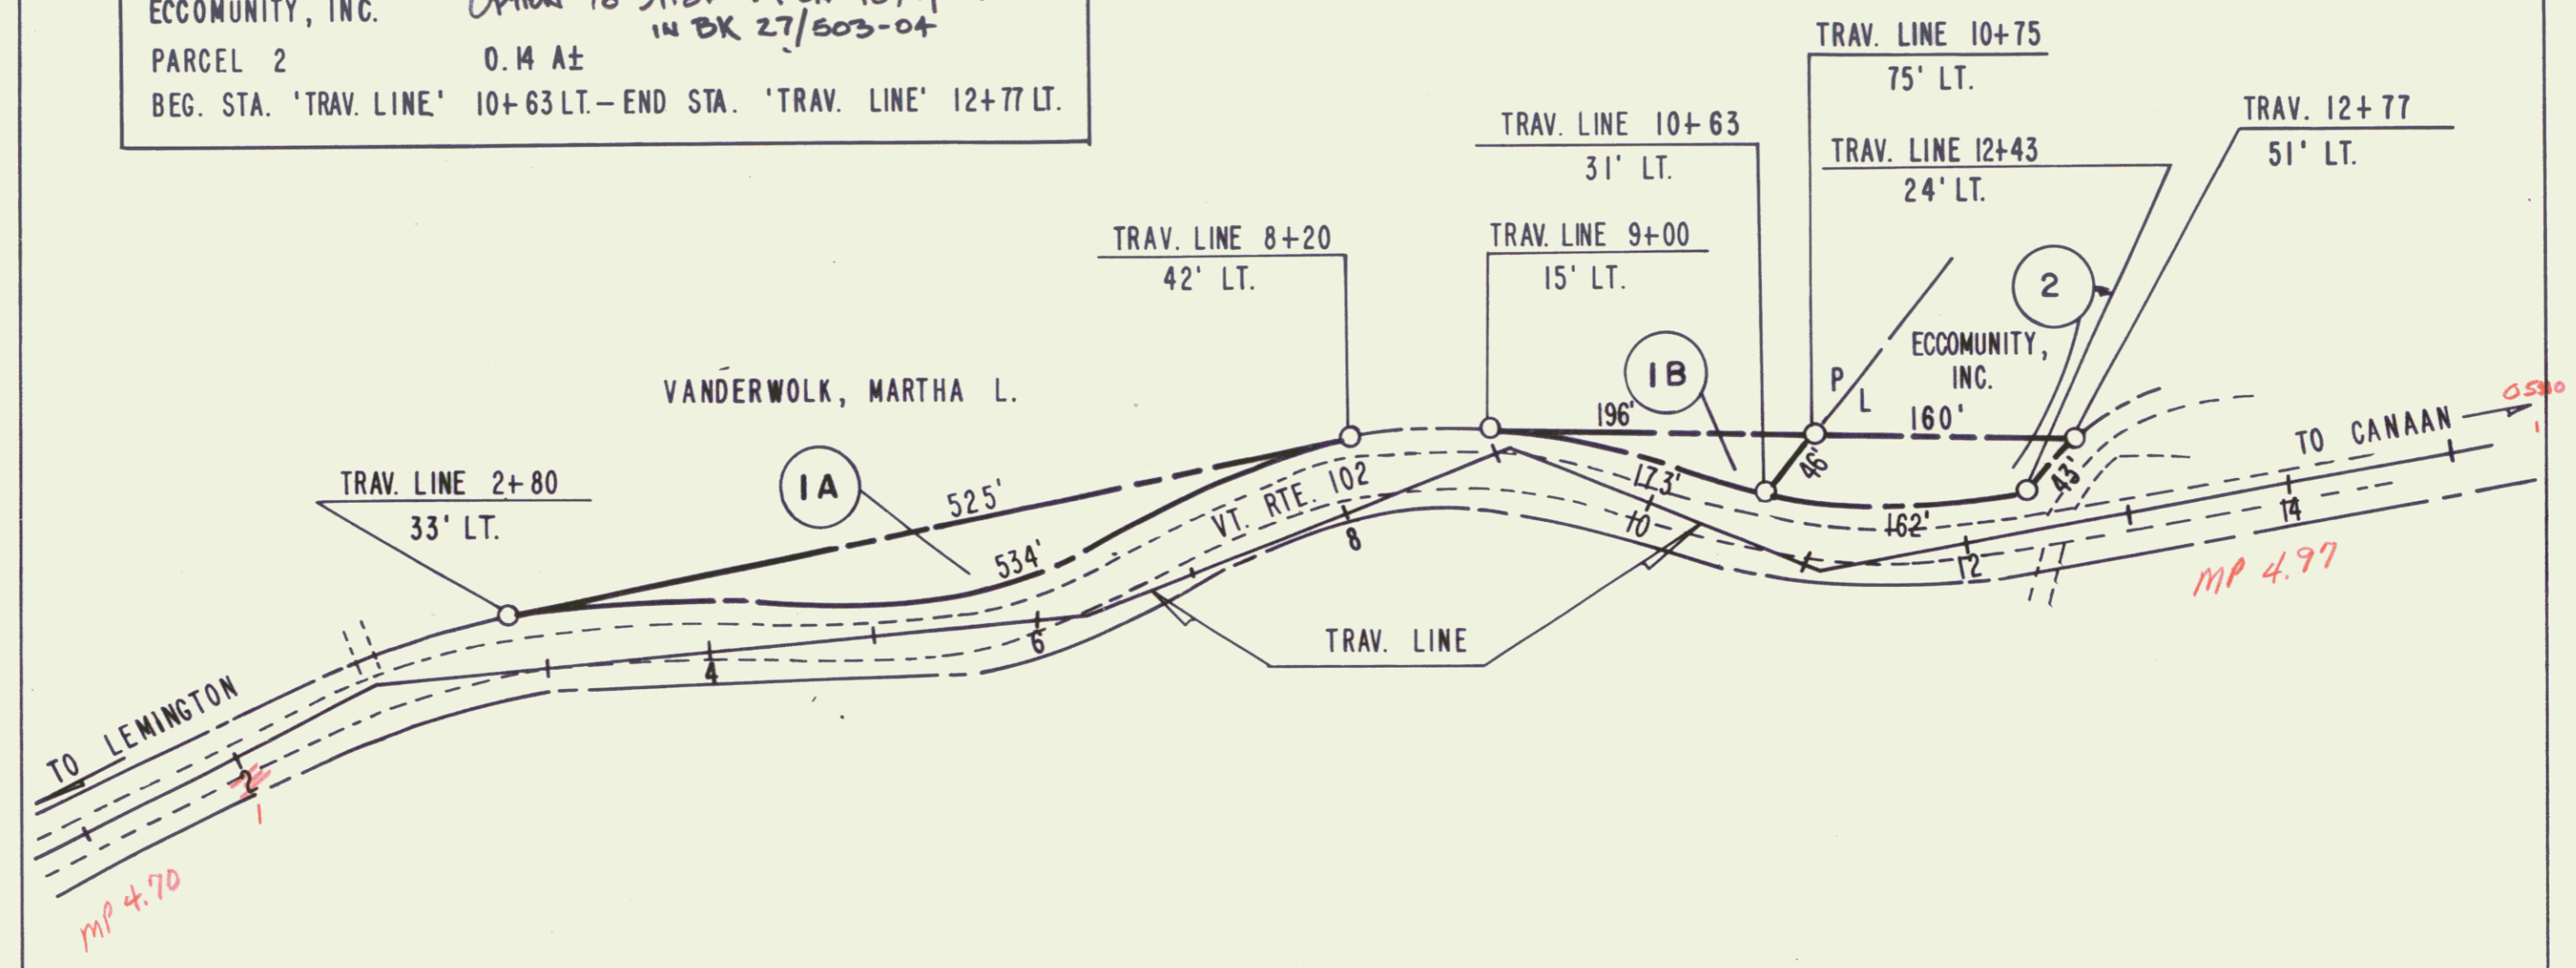 ECCOMUNITY, INC.
OPTION TO
IN BK 27/503-04
PARCEL 2 0.14 A±
BEG. STA. 'TRAV. LINE' 10+63 LT. – END STA. 'TRAV. LINE' 12+77 LT.
TRAV. LINE 10+75
75' LT.
TRAV. LINE 10+63
31' LT.
TRAV. LINE 12+43
24' LT.
TRAV. 12+77
51' LT.
TRAV. LINE 8+20
42' LT.
TRAV. LINE 9+00
15' LT.
2
1B
ECCOMUNITY,
INC.
P
L
VANDERWOLK, MARTHA L.
196'
160'
0580
1
TO CANAAN
TRAV. LINE 2+80
33' LT.
1A
525'
VT. RTE. 102
173'
46'
43'
534'
162'
10
14
8
12
MP 4.97
6
4
TRAV. LINE
TO LEMINGTON
2
1
MP 4.70